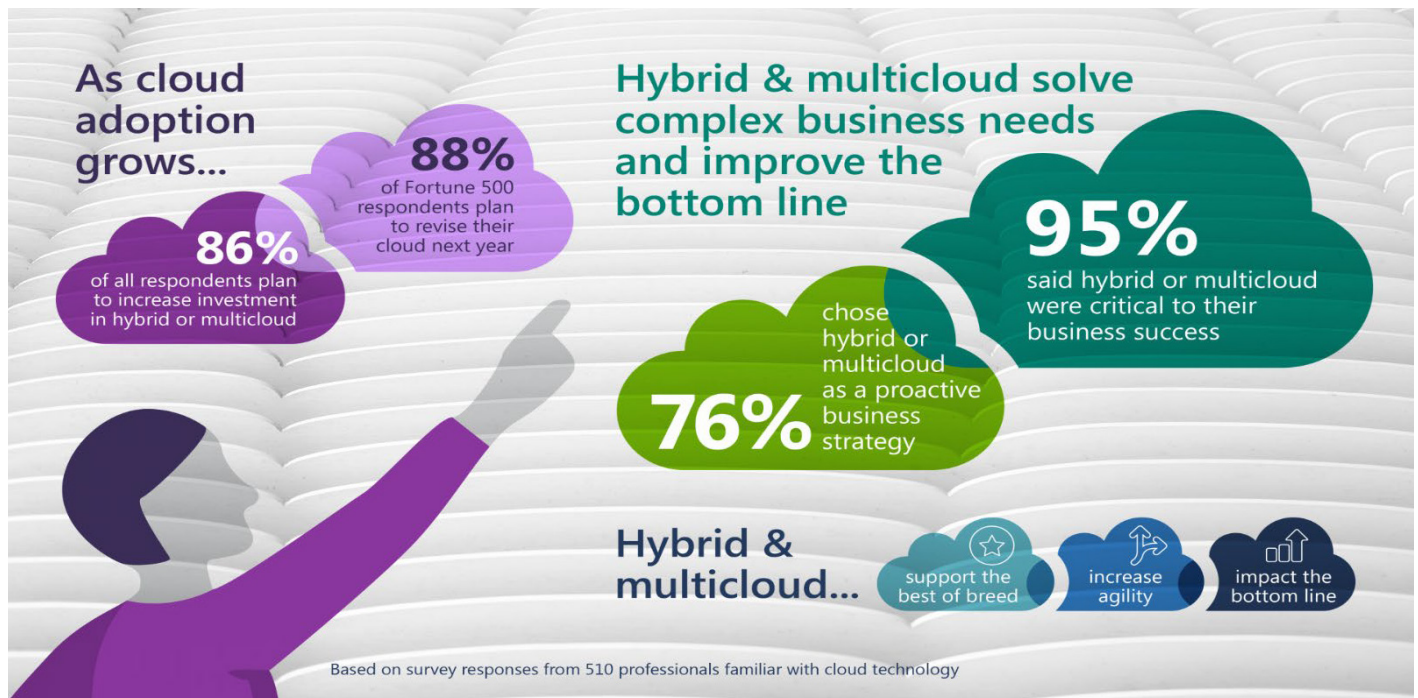 As cloud
adoption
grows...
88%
of Fortune 500
respondents plan
to revise their
cloud next year
86%
of all respondents plan
to increase investment
in hybrid or multicloud
Hybrid & multicloud solve
complex business needs
and improve the
bottom line
95%
said hybrid or multicloud
were critical to their
business success
76%
chose
hybrid or
multicloud
as a proactive
business
strategy
Hybrid &
multicloud...
support the
best of breed
increase
agility
impact the
bottom line
Based on survey responses from 510 professionals familiar with cloud technology